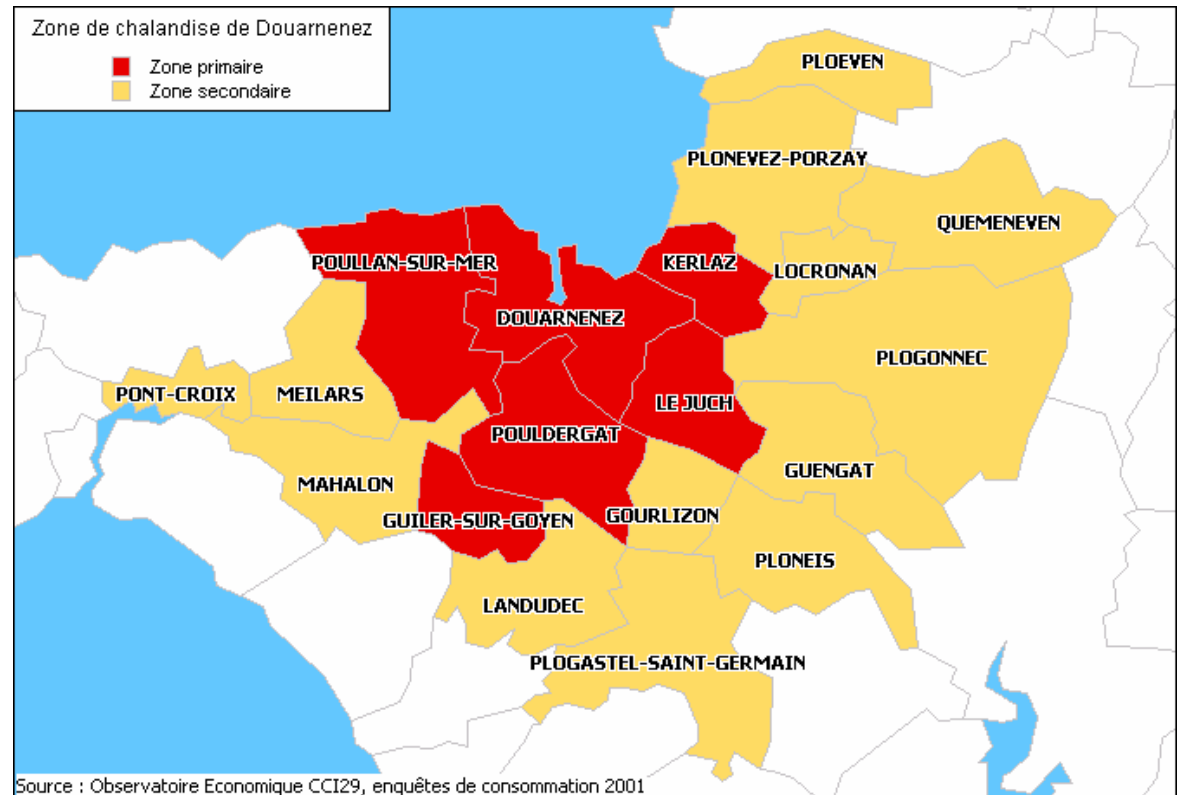 Zone de chalandise de Douarnenez
Zone primaire
Zone secondaire
PLOEVEN
PLONEVEZ-PORZAY
QUEMENEVEN
POULLAN-SUR-MER
KERLAZ
LOCRONAN
DOUARNENEZ
PLOGONNEC
PONT-CROIX
MEILARS
LE JUCH
POULDERGAT
GUENGAT
MAHALON
GUILER-SUR-GOYEN
GOURLIZON
PLONEIS
LANDUDEC
PLOGASTEL-SAINT-GERMAIN
Source : Observatoire Economique CCI29, enquêtes de consommation 2001